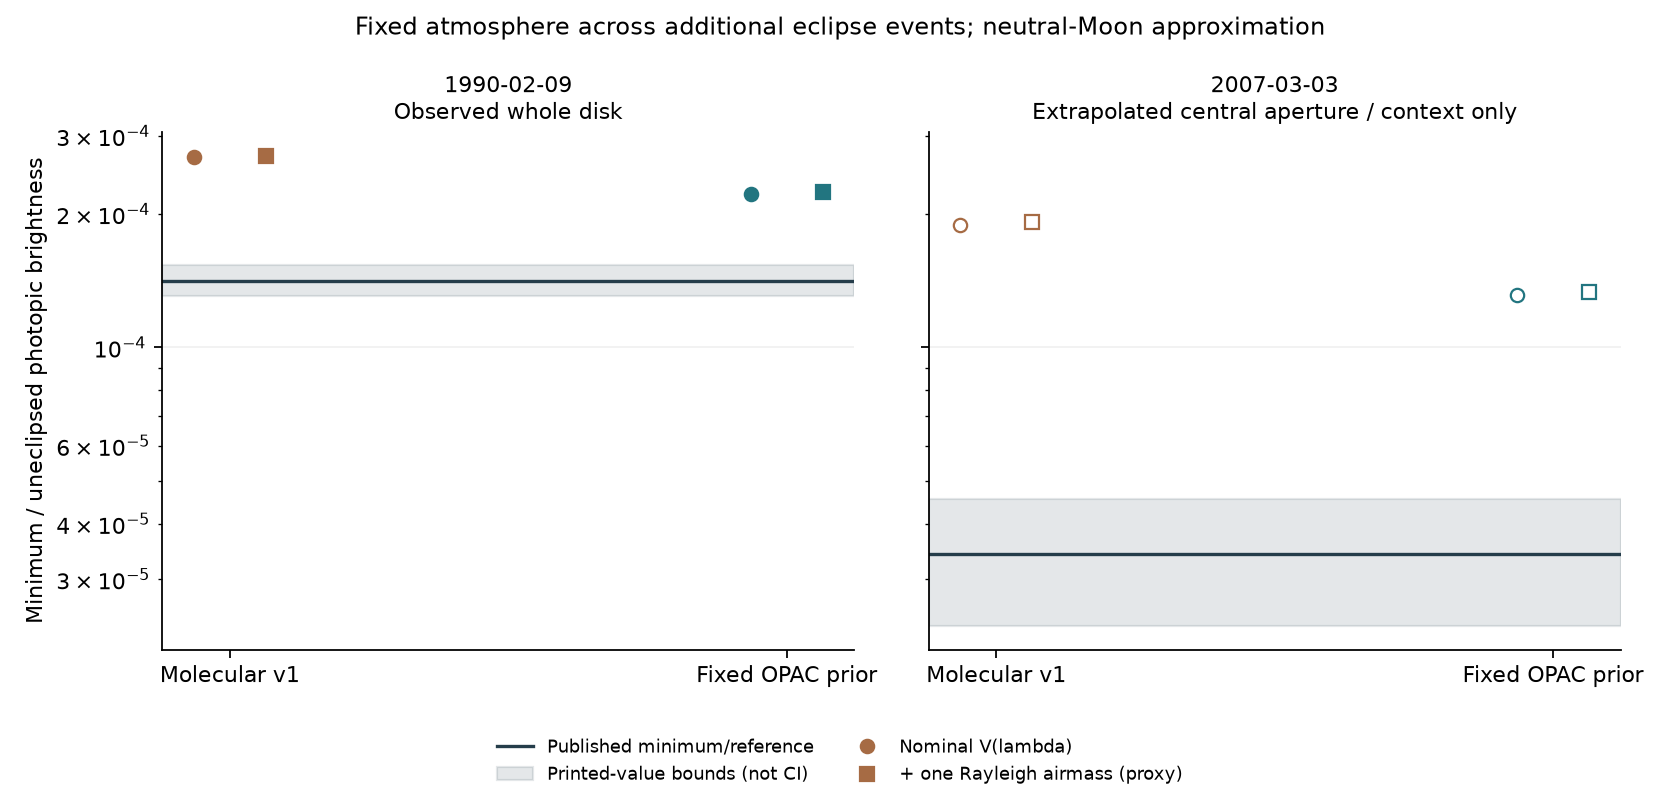 Fixed atmosphere across additional eclipse events; neutral-Moon approximation
1990-02-09
Observed whole disk
2007-03-03
Extrapolated central aperture / context only
Minimum / uneclipsed photopic brightness
3 × 10⁻⁴
2 × 10⁻⁴
10⁻⁴
6 × 10⁻⁵
4 × 10⁻⁵
3 × 10⁻⁵
Molecular v1
Fixed OPAC prior
Molecular v1
Fixed OPAC prior
Published minimum/reference
Printed-value bounds (not CI)
Nominal V(lambda)
+ one Rayleigh airmass (proxy)